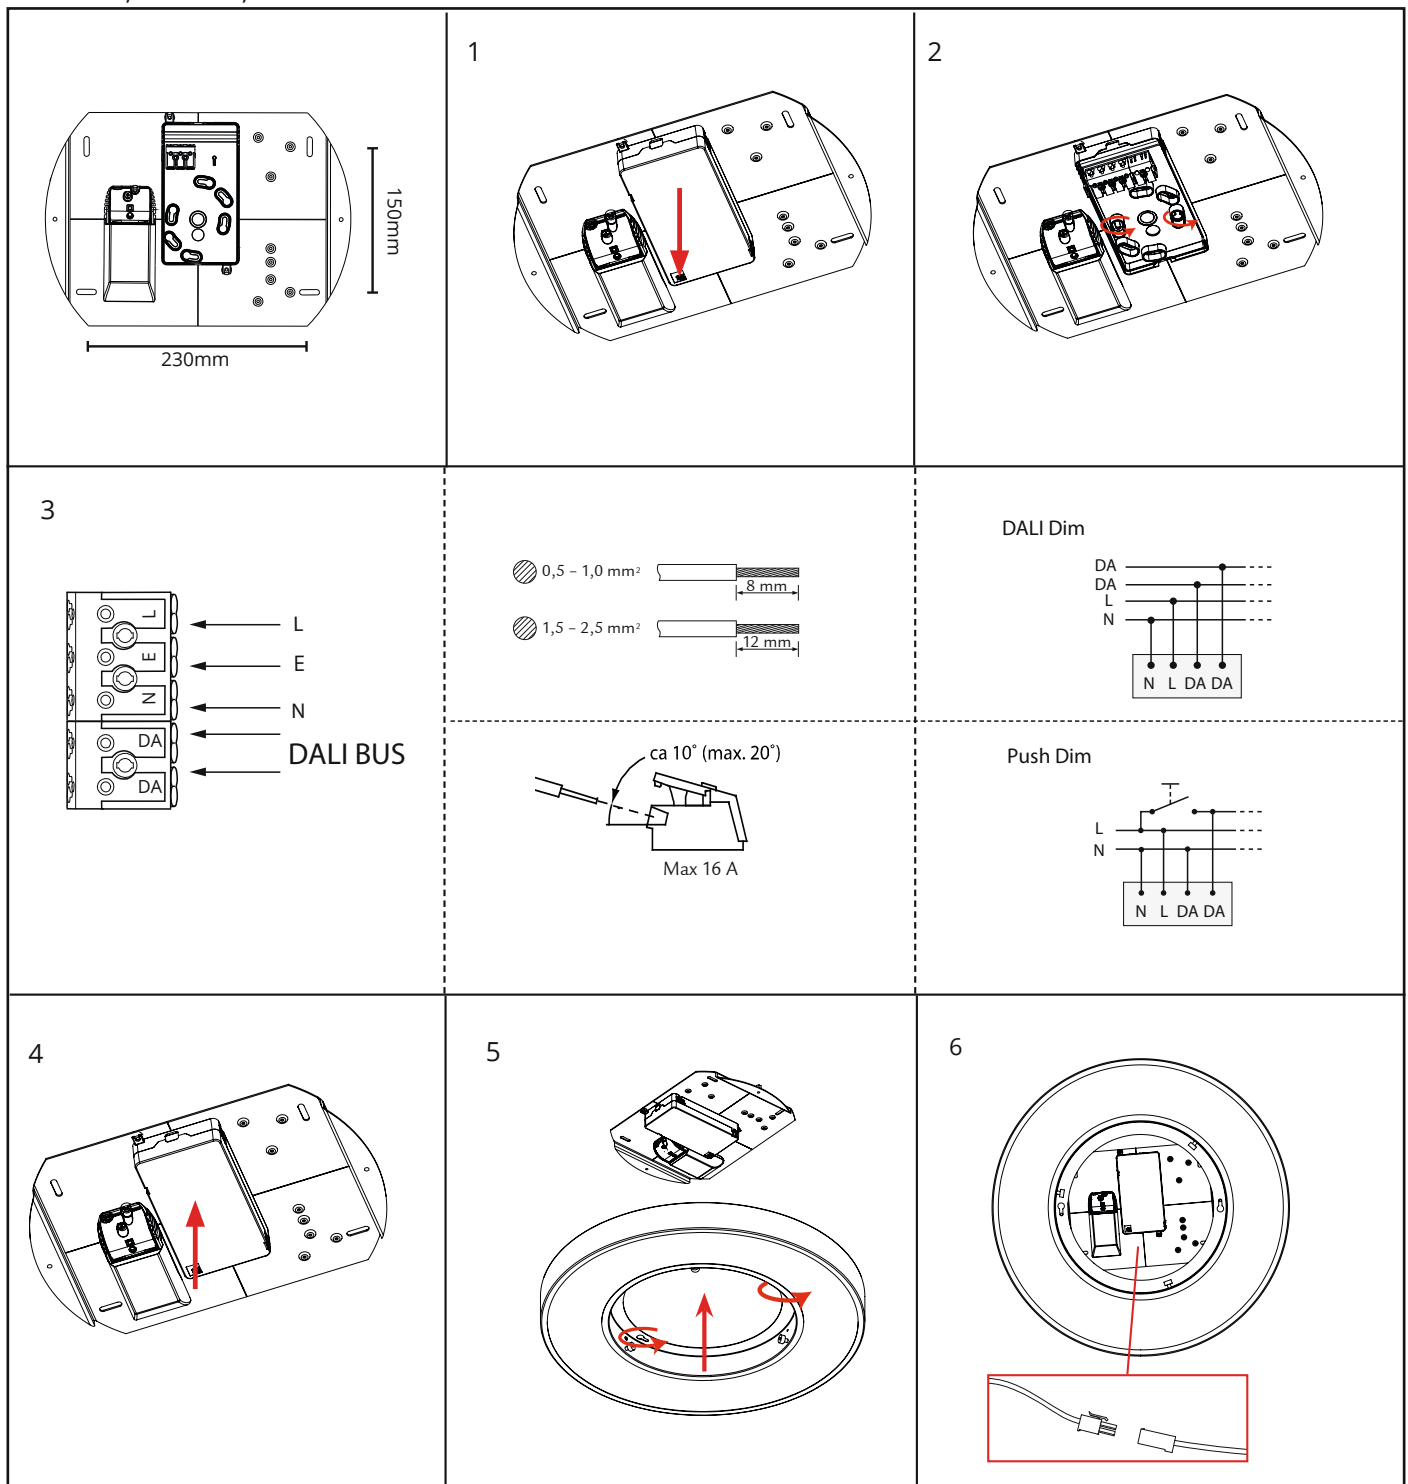 150mm
230mm
1
2
3
L
E
N
DA
DA
L
E
N
DALI BUS
0,5 – 1,0 mm²
8 mm
1,5 – 2,5 mm²
12 mm
ca 10° (max. 20°)
Max 16 A
DALI Dim
DA
DA
L
N
N L DA DA
Push Dim
L
N
N L DA DA
4
5
6